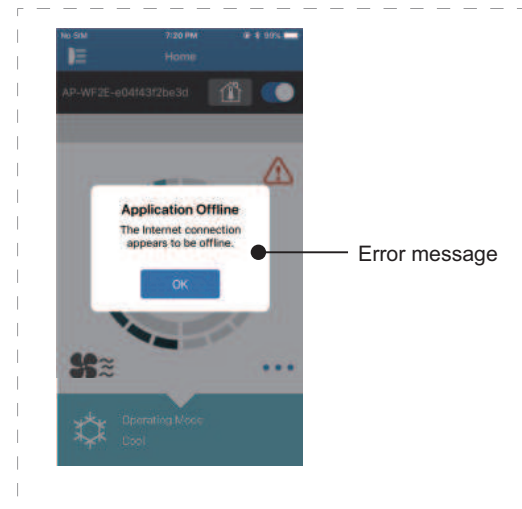 No SIM 7:20 PM 99%
Home
AP-WF2E-e04f43f2be3d
Application Offline
The Internet connection
appears to be offline.
Error message
OK
Operating Mode
Cool